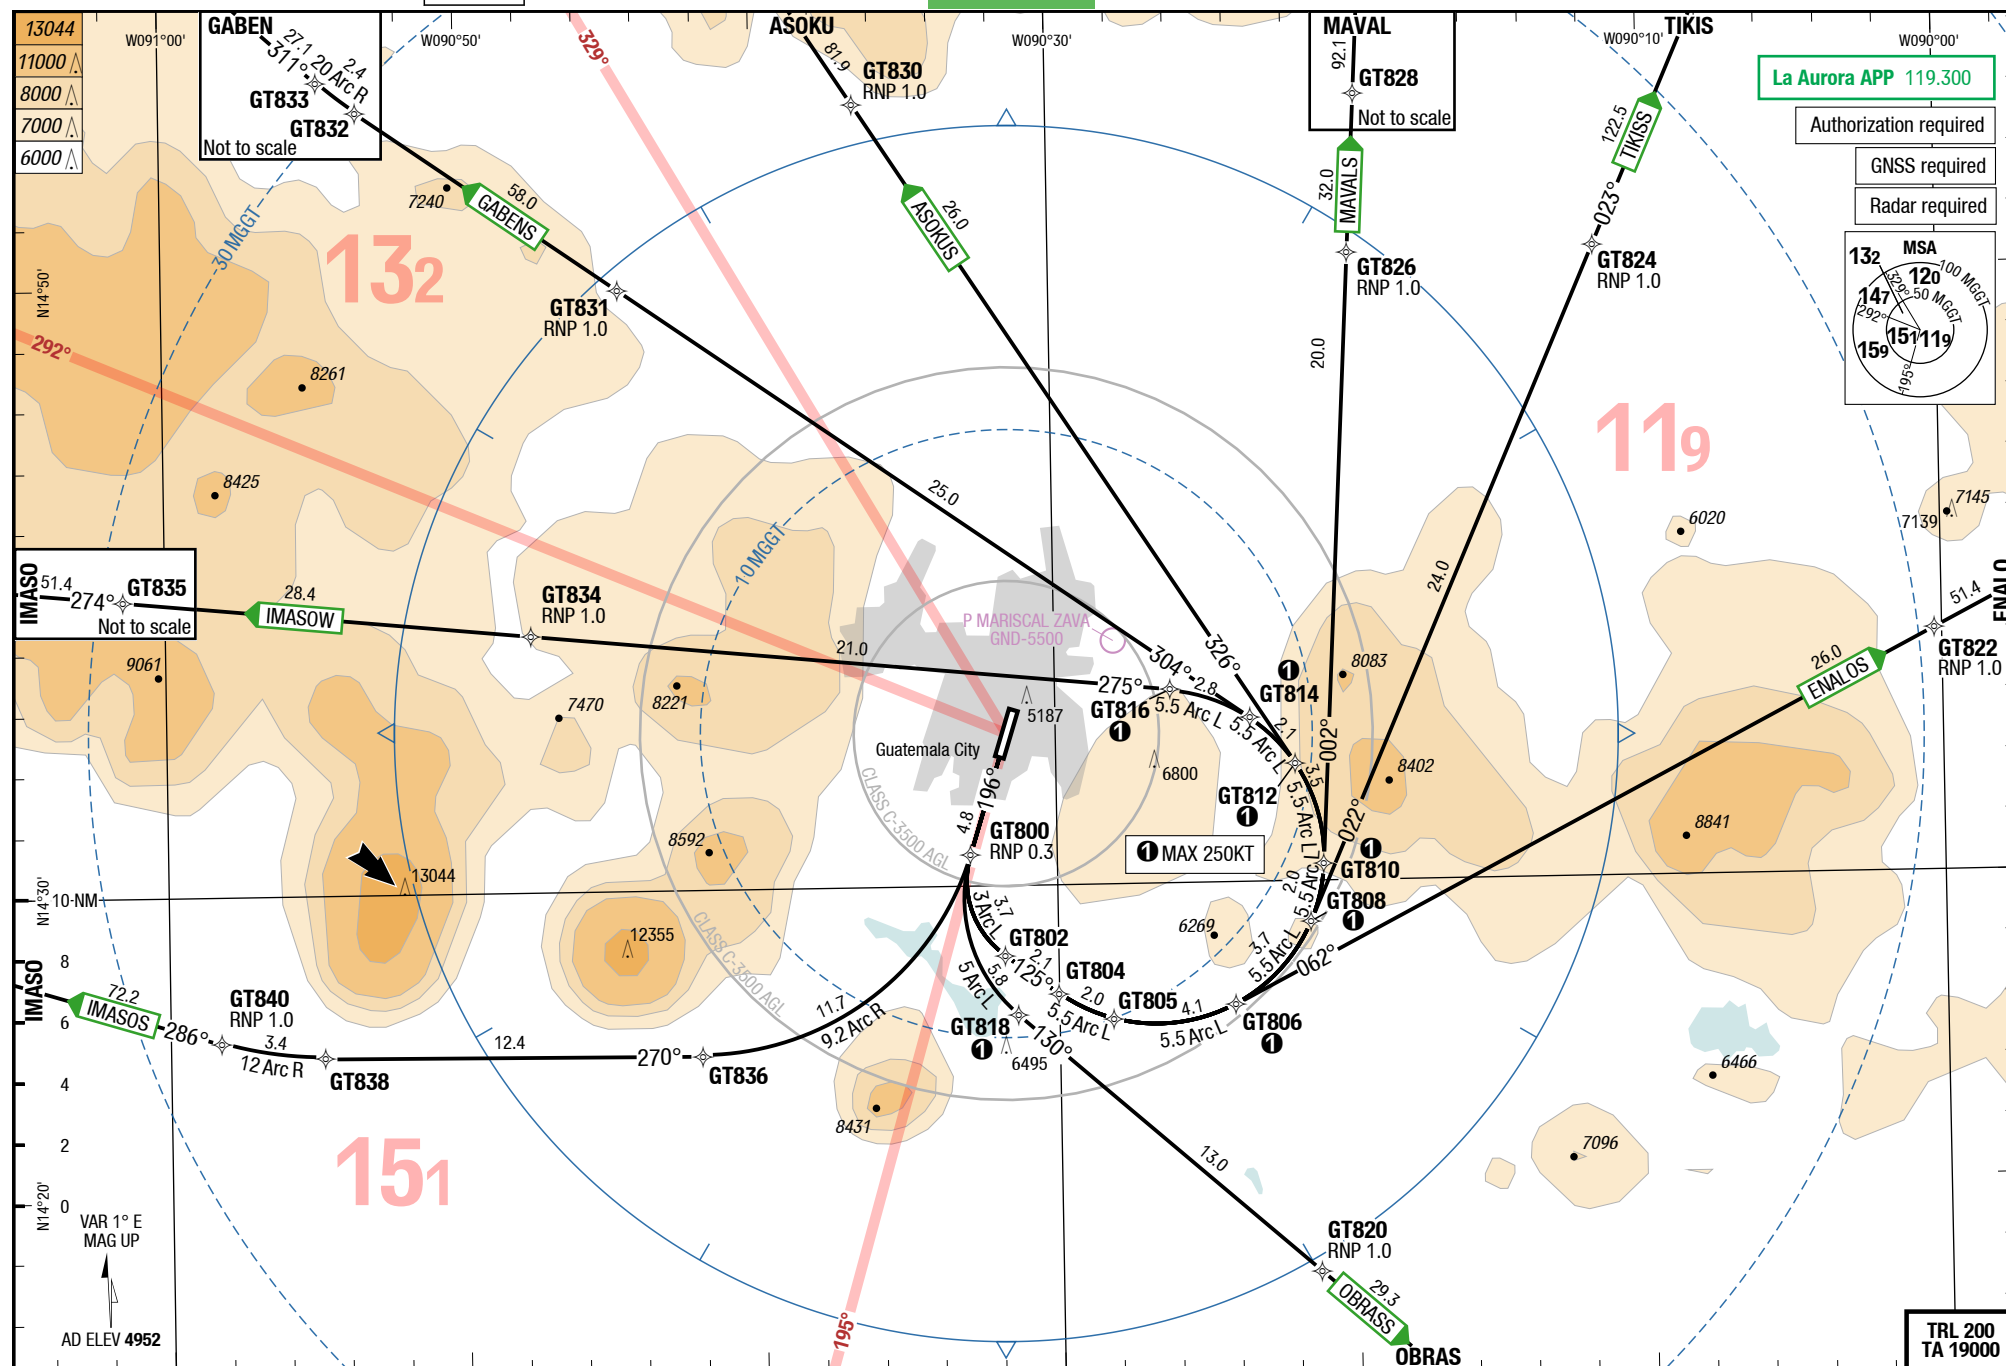 13044
11000
8000
7000
6000
W091°00'
GABEN
27.1
311°
20 Arc R
2.4
GT833
GT832
Not to scale
W090°50'
329°
ASOKU
81.9
GT830
RNP 1.0
W090°30'
MAVAL
92.1
GT828
Not to scale
W090°10'
TIKIS
W090°00'
La Aurora APP 119.300
Authorization required
GNSS required
Radar required
MSA
132
120
100 MGGT
147
329°
50 MGGT
292°
151
119
159
195°
30 MGGT
7240
58.0
GABENS
132
ASOKUS
26.0
32.0
MAVALS
122.5
TIKISS
023°
GT826
RNP 1.0
GT824
RNP 1.0
N14°50'
GT831
RNP 1.0
292°
8261
20.0
119
8425
25.0
10 MGGT
6020
7145
7139
24.0
IMASO
51.4
274°
GT835
Not to scale
28.4
IMASOW
GT834
RNP 1.0
21.0
P MARISCAL ZAVA
GND-5500
51.4
ENALO
GT822
RNP 1.0
26.0
ENALOS
9061
7470
8221
275°
304°
2.8
326°
1
GT814
8083
GT816
1
5.5 Arc L
5187
Guatemala City
2.1
5.5 Arc L
002°
6800
3.5
5.5 Arc L
8402
GT812
1
022°
8841
196°
4.8
CLASS C-3500 AGL
GT800
RNP 0.3
1 MAX 250KT
1
GT810
8592
13044
N14°30'
10-NM
2.0
5.5 Arc L
GT808
1
12355
CLASS C-3500 AGL
3.7
3 Arc L
GT802
2.1
125°
6269
3.7
5.5 Arc L
062°
GT804
2.0
5.5 Arc L
GT805
4.1
5.5 Arc L
GT806
1
5.8
5 Arc L
GT818
1
130°
6495
IMASO
8
72.2
IMASOS
286°
GT840
RNP 1.0
6
3.4
12 Arc R
GT838
12.4
270°
GT836
11.7
9.2 Arc R
6466
4
8431
2
151
13.0
7096
N14°20'
0
VAR 1° E
MAG UP
GT820
RNP 1.0
29.3
OBRASS
OBRAS
195°
AD ELEV 4952
TRL 200
TA 19000